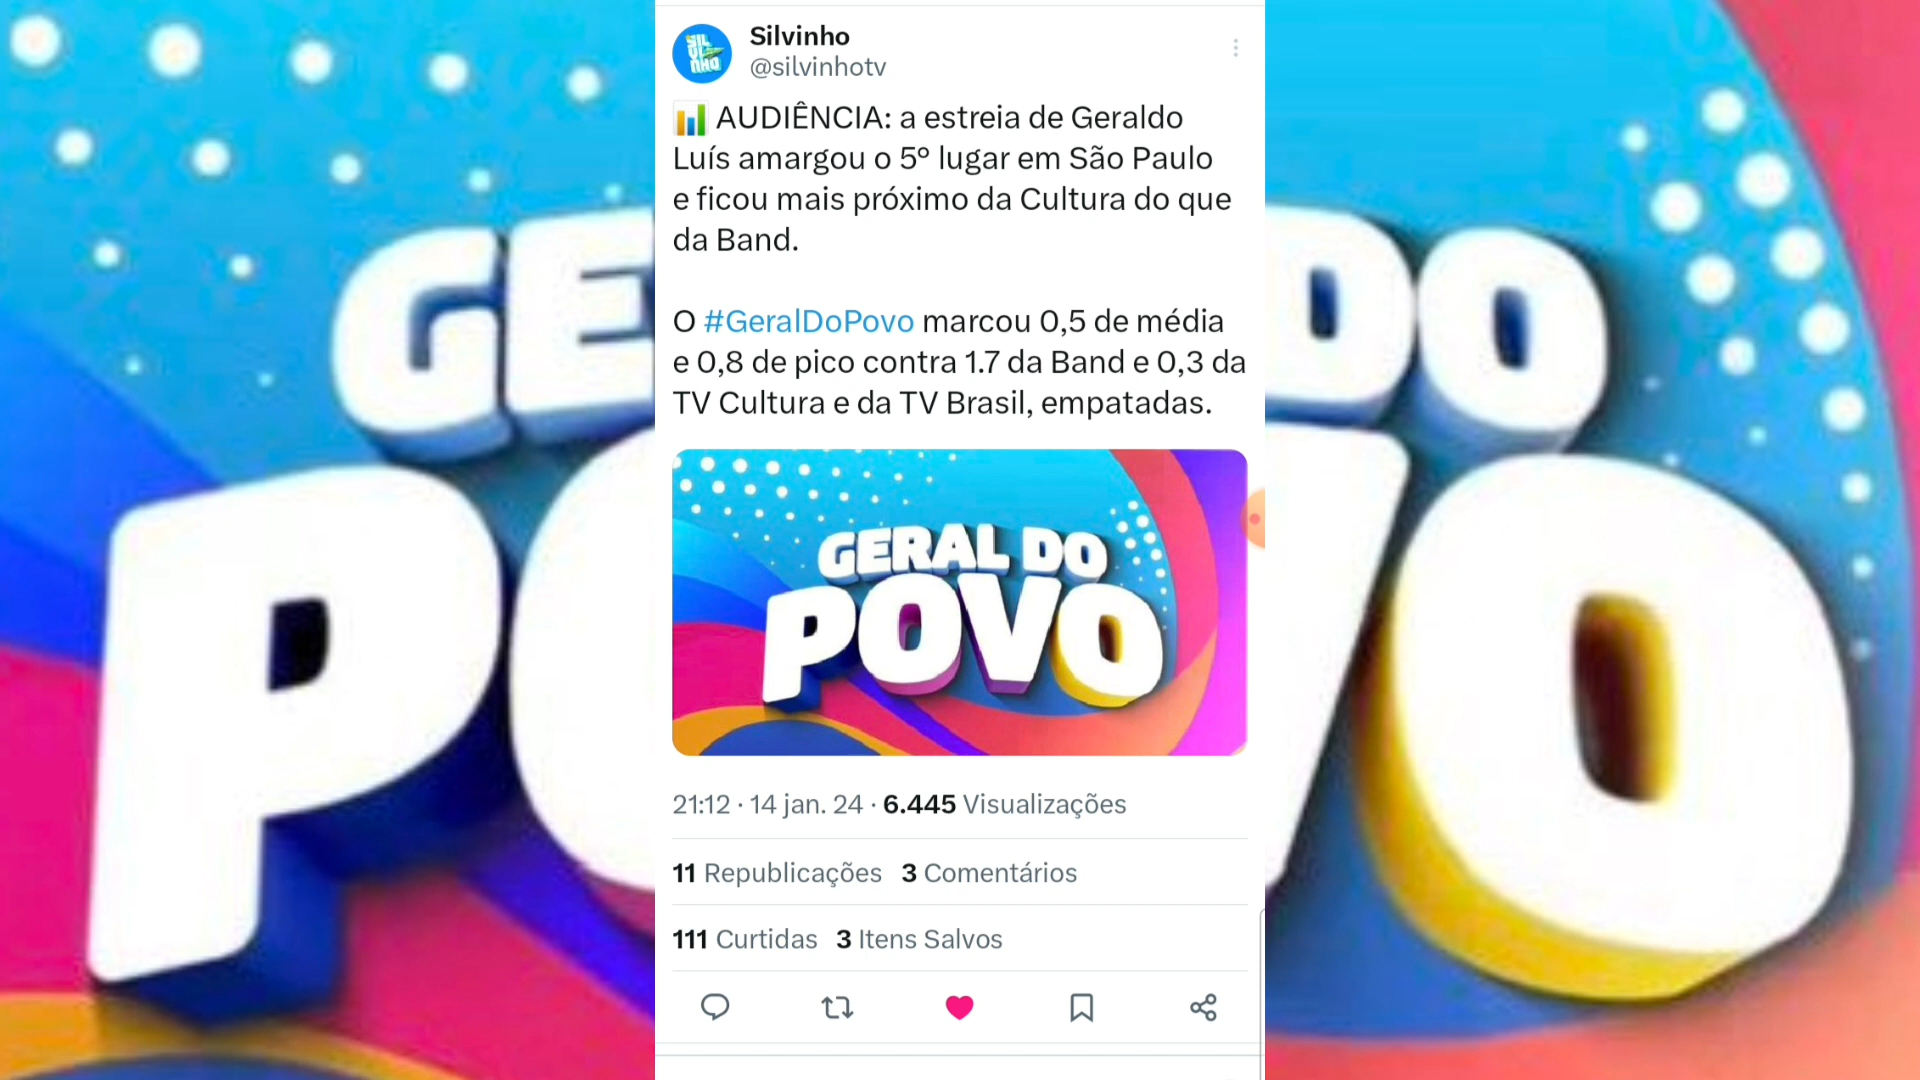 Silvinho
@silvinhotv
AUDIÊNCIA: a estreia de Geraldo
Luís amargou o 5º lugar em São Paulo
e ficou mais próximo da Cultura do que
da Band.
O #GeralDoPovo marcou 0,5 de média
e 0,8 de pico contra 1.7 da Band e 0,3 da
TV Cultura e da TV Brasil, empatadas.
GERAL DO
POVO
21:12 · 14 jan. 24 · 6.445 Visualizações
11 Republicações 3 Comentários
111 Curtidas 3 Itens Salvos
GE
DO
PO
VO
SIL
VI
NHO